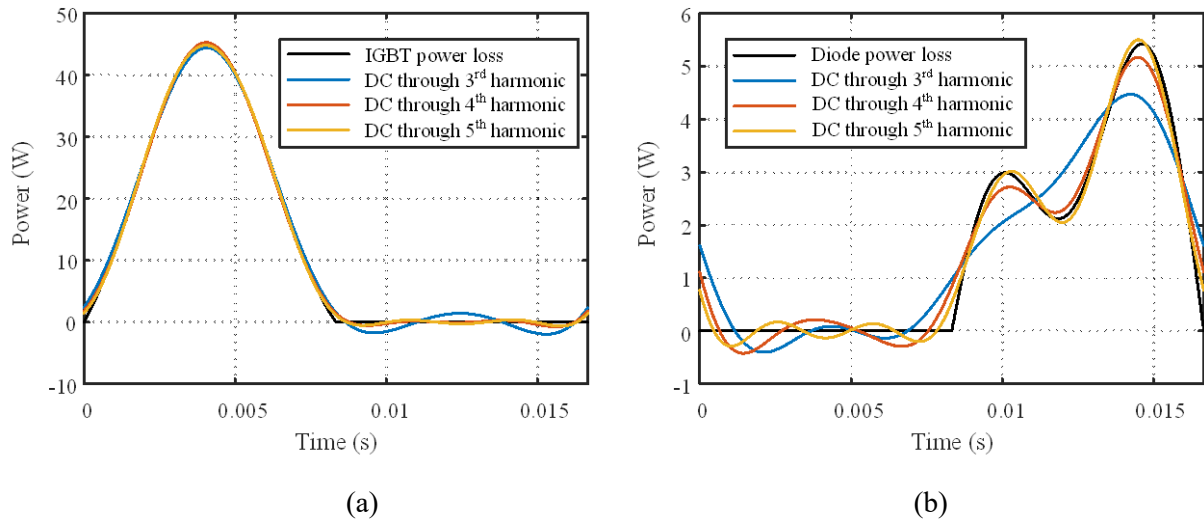 50
40
30
20
10
0
-10
Power (W)
IGBT power loss
DC through 3rd harmonic
DC through 4th harmonic
DC through 5th harmonic
0
0.005
0.01
0.015
Time (s)
(a)
6
5
4
3
2
1
0
-1
Power (W)
Diode power loss
DC through 3rd harmonic
DC through 4th harmonic
DC through 5th harmonic
0
0.005
0.01
0.015
Time (s)
(b)